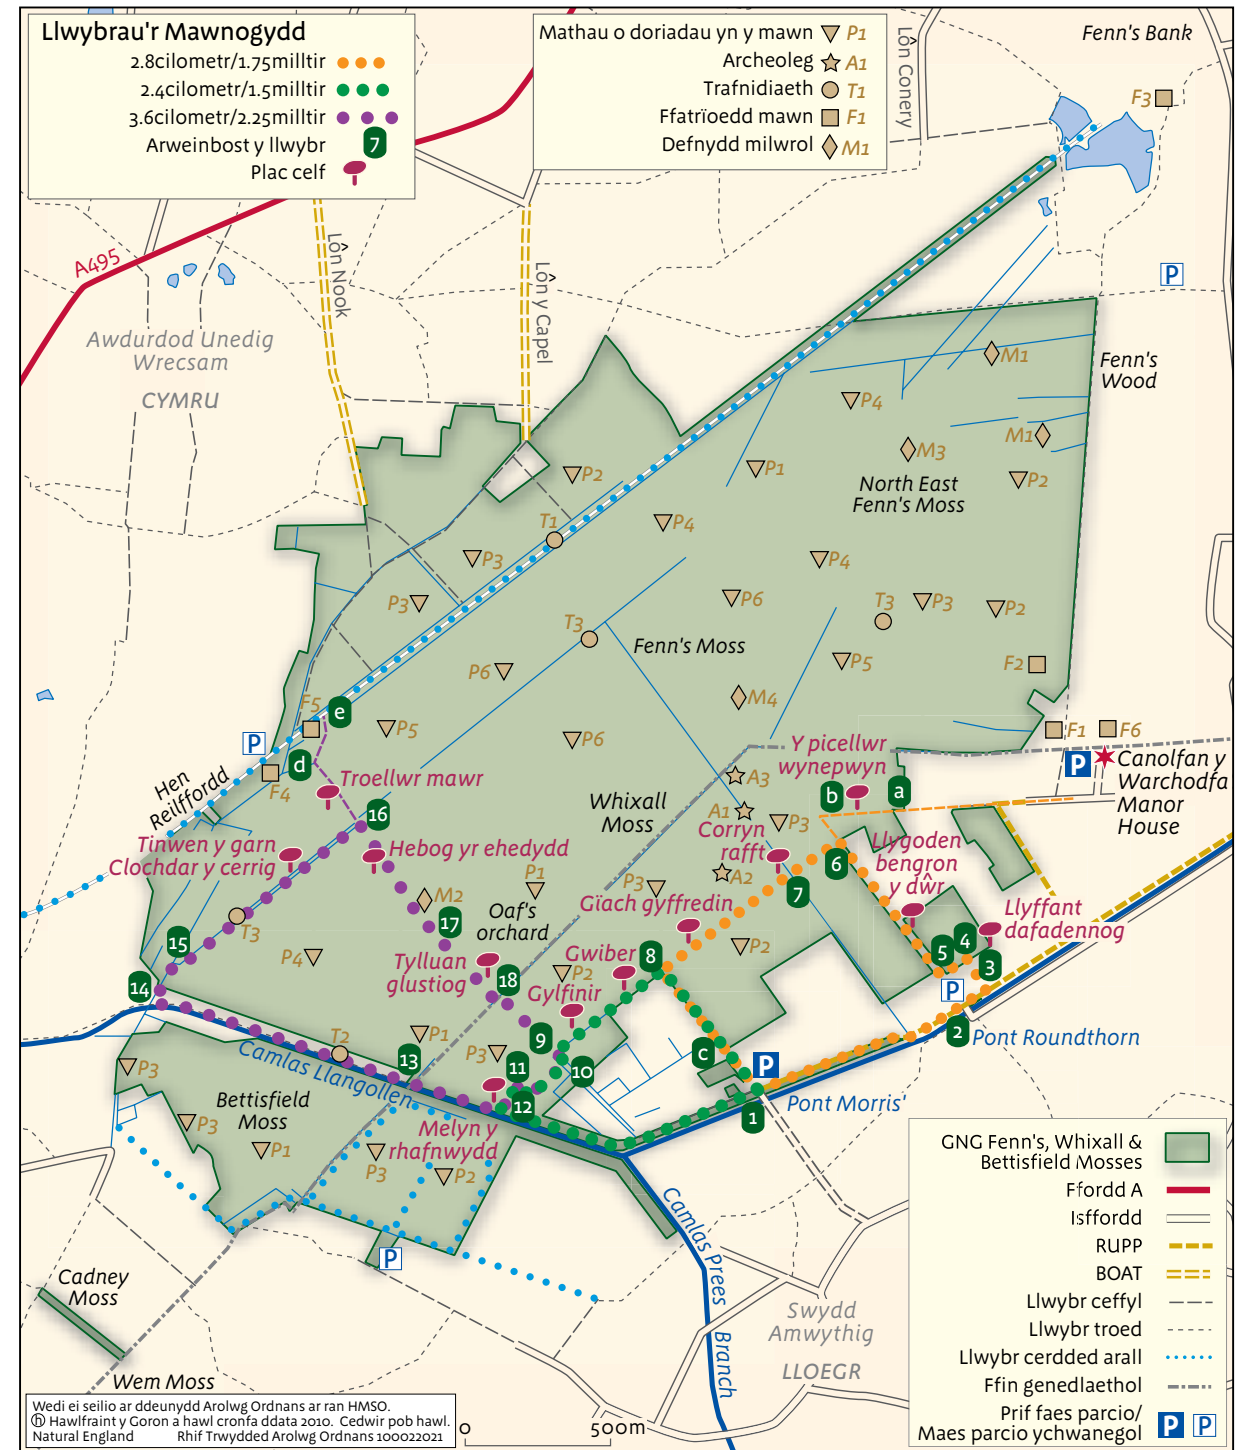 Llwybrau'r Mawnogydd
2.8cilometr/1.75milltir
2.4cilometr/1.5milltir
3.6cilometr/2.25milltir
Arweinbost y llwybr 7
Plac celf
Mathau o doriadau yn y mawn P1
Archeoleg A1
Trafnidiaeth T1
Ffatrïoedd mawn F1
Defnydd milwrol M1
Lôn Conery
Fenn's Bank
F3
A495
Lôn Nook
Lôn y Capel
P
Awdurdod Unedig
Wrecsam
CYMRU
M1
Fenn's
Wood
P4
M1
M3
P1
P2
P2
North East
Fenn's Moss
T1
P4
P3
P4
P3
P6
T3
P3
P2
T3
Fenn's Moss
P5
F2
P6
M4
F5
e
P5
P6
F1
F6
P
d
F4
Hen
Reilffordd
Troellwr mawr
Y picellwr
wynepwyn
b
a
P
Canolfan y
Warchodfa
Manor
House
A3
A1
P3
Whixall
Moss
16
Corryn
rafft
Tinwen y garn
Clochdar y cerrig
Hebog yr ehedydd
Llygoden
bengron
y dŵr
6
A2
7
M2
P1
P3
T3
Oaf's
orchard
17
Gïach gyffredin
Llyffant
dafadennog
15
P4
Tylluan
glustiog
Gwiber
8
P2
5
4
3
14
18
P2
Gylfinir
P
2
Pont Roundthorn
T2
P1
9
P3
Camlas Llangollen
13
11
10
c
P
P3
12
1
Pont Morris'
Bettisfield
Moss
P3
P1
P3
P2
Melyn y
rhafnwydd
P
Camlas Prees
Branch
Cadney
Moss
Wem Moss
Swydd
Amwythig
LLOEGR
GNG Fenn's, Whixall &
Bettisfield Mosses
Ffordd A
Isffordd
RUPP
BOAT
Llwybr ceffyl
Llwybr troed
Llwybr cerdded arall
Ffin genedlaethol
Prif faes parcio/
Maes parcio ychwanegol P P
Wedi ei seilio ar ddeunydd Arolwg Ordnans ar ran HMSO.
ⓗ Hawlfraint y Goron a hawl cronfa ddata 2010. Cedwir pob hawl.
Natural England Rhif Trwydded Arolwg Ordnans 100022021
0 500m